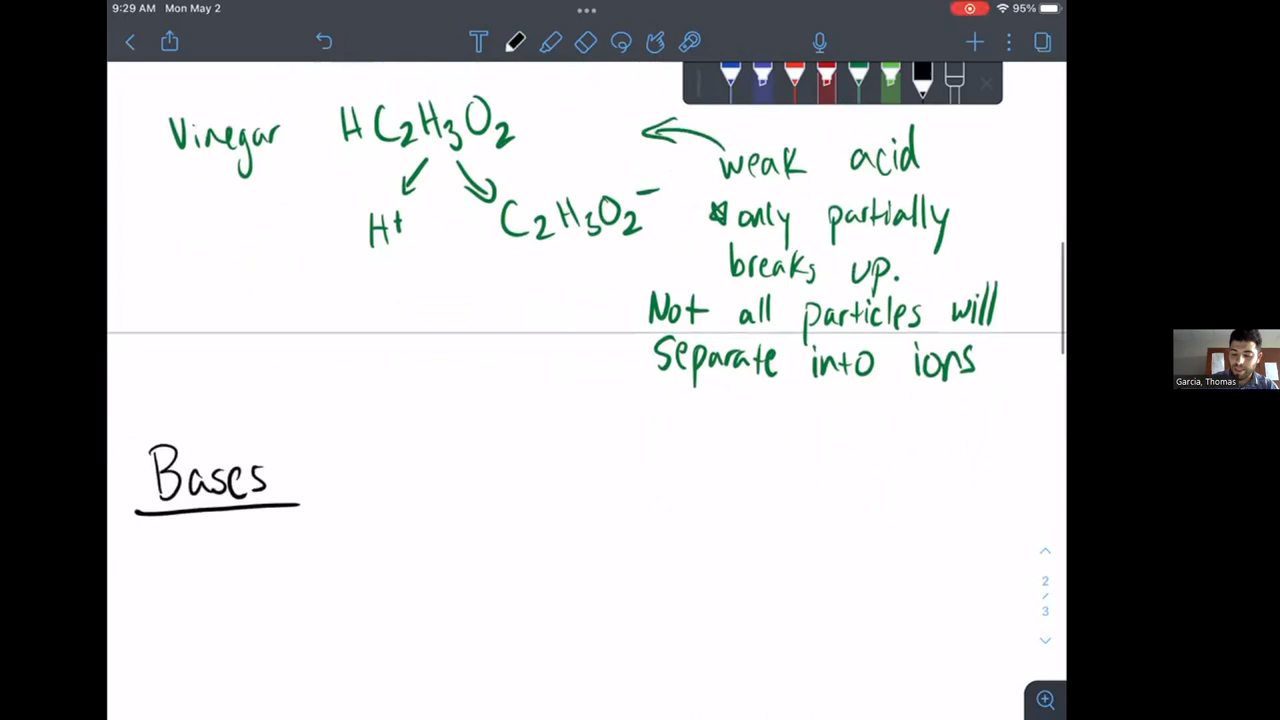 9:29 AM Mon May 2
95%
Vinegar HC2H3O2
H+ C2H3O2-
weak acid
*only partially
breaks up.
Not all particles will
separate into ions
Bases
2
/
3
Garcia, Thomas